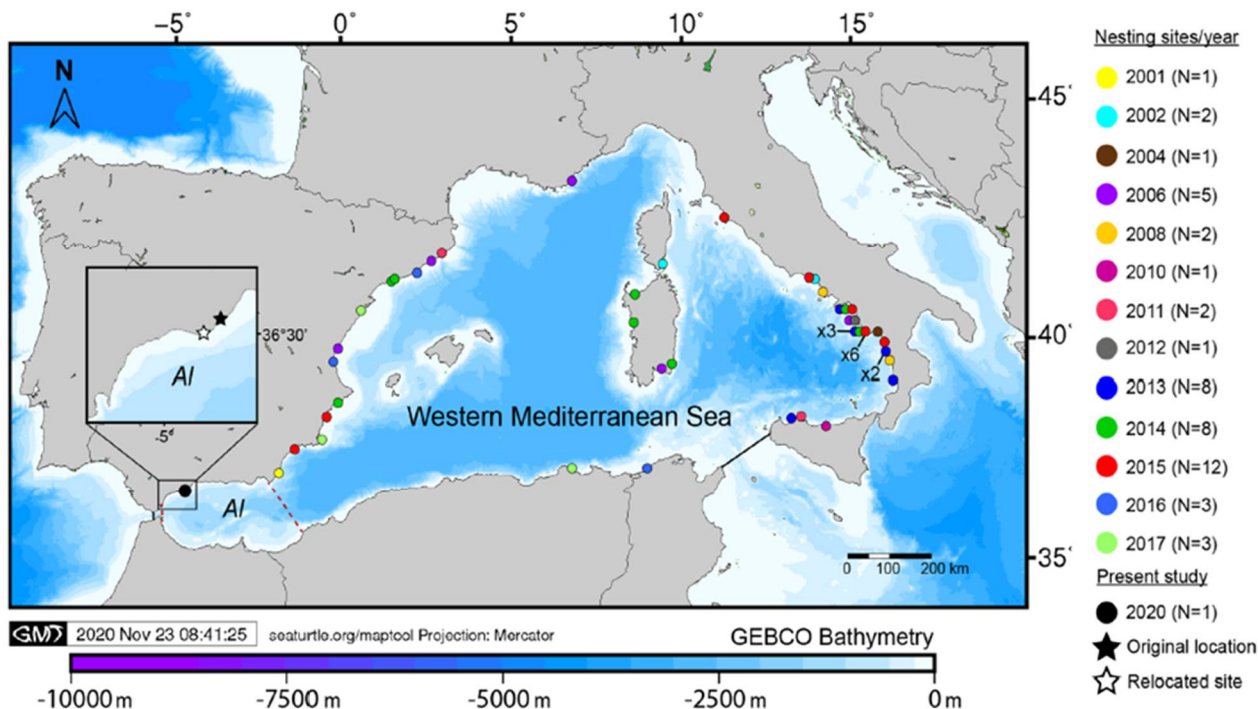 −5° 0° 5° 10° 15°
N
45°
40°
35°
36°30'
Al
-5°
Western Mediterranean Sea
Al
x3
x6
x2
0 100 200 km
GMT 2020 Nov 23 08:41:25 seaturtle.org/maptool Projection: Mercator
GEBCO Bathymetry
-10000 m -7500 m -5000 m -2500 m 0 m
Nesting sites/year
2001 (N=1)
2002 (N=2)
2004 (N=1)
2006 (N=5)
2008 (N=2)
2010 (N=1)
2011 (N=2)
2012 (N=1)
2013 (N=8)
2014 (N=8)
2015 (N=12)
2016 (N=3)
2017 (N=3)
Present study
2020 (N=1)
Original location
Relocated site